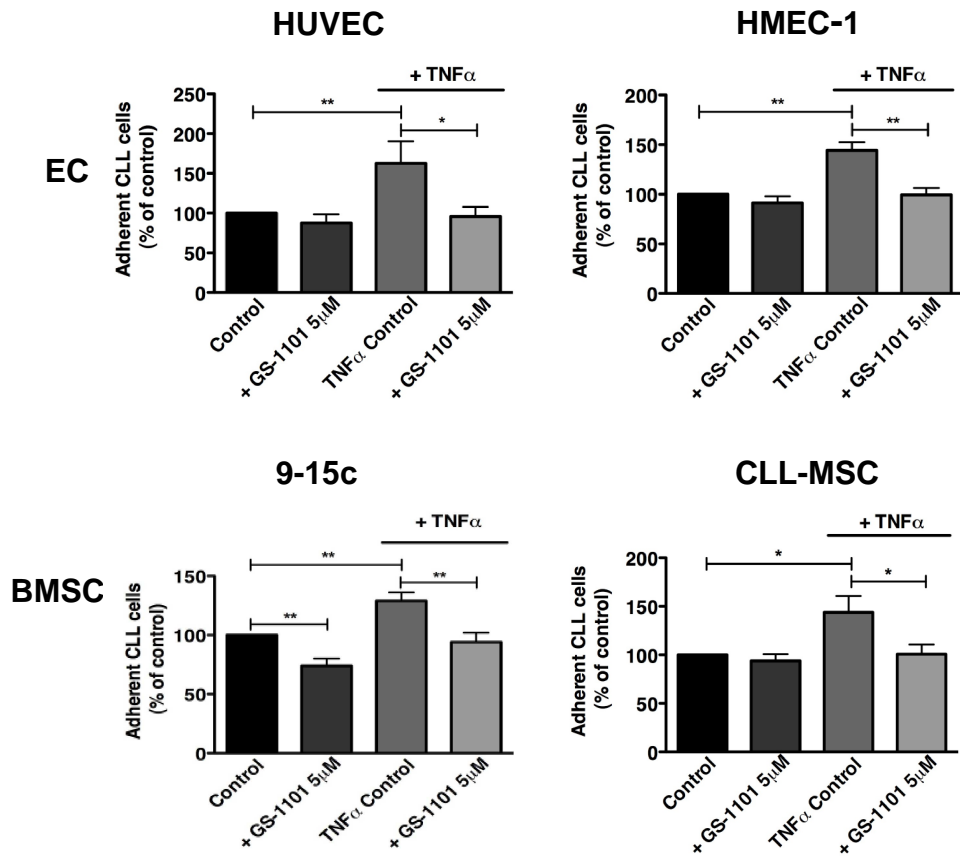 HUVEC
HMEC-1
EC
+ TNFα
**
*
250
200
150
100
50
0
Adherent CLL cells
(% of control)
Control
+ GS-1101 5μM
TNFα Control
+ GS-1101 5μM
+ TNFα
**
**
200
150
100
50
0
Adherent CLL cells
(% of control)
Control
+ GS-1101 5μM
TNFα Control
+ GS-1101 5μM
9-15c
CLL-MSC
BMSC
+ TNFα
**
**
**
150
100
50
0
Adherent CLL cells
(% of control)
Control
+ GS-1101 5μM
TNFα Control
+ GS-1101 5μM
+ TNFα
*
*
200
150
100
50
0
Adherent CLL cells
(% of control)
Control
+ GS-1101 5μM
TNFα Control
+ GS-1101 5μM